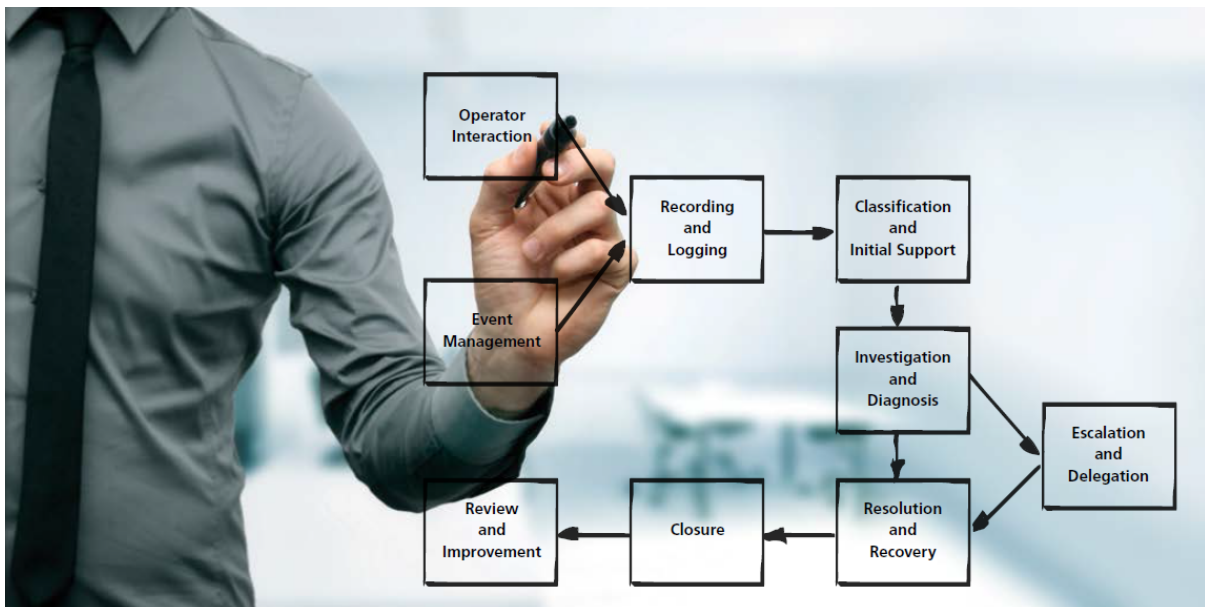 Operator
Interaction
Recording
and
Logging
Classification
and
Initial Support
Event
Management
Investigation
and
Diagnosis
Escalation
and
Delegation
Resolution
and
Recovery
Closure
Review
and
Improvement